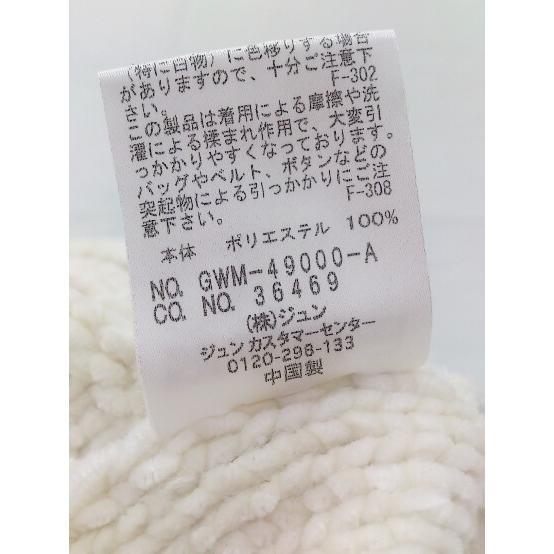 (特に白物)に色移りする場合
がありますので、十分ご注意下
さい。
F-302
この製品は着用による摩擦や洗
濯による揉まれ作用で、大変引
っかかりやすくなっております。
バッグやベルト、ボタンなどの
突起物による引っかかりにご注
意下さい。
F-308
本体 ポリエステル 100%
NO. GWM-49000-A
CO. NO. 36469
(株)ジュン
ジュン カスタマーセンター
0120-298-133
中国製